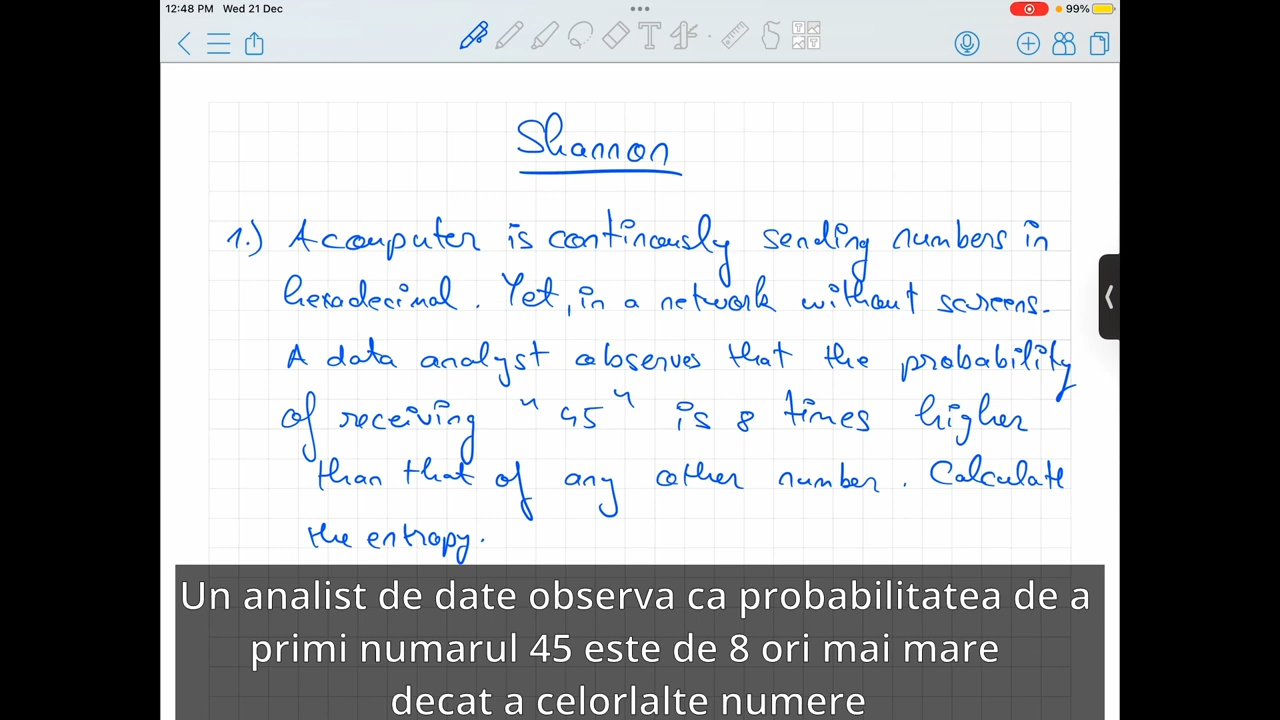 12:48 PM Wed 21 Dec
99%
Shannon
1.) A computer is continously sending numbers in
hexadecimal. Yet, in a network without screens.
A data analyst observes that the probability
of receiving "45" is 8 times higher
than that of any other number. Calculate
the entropy.
Un analist de date observa ca probabilitatea de a
primi numarul 45 este de 8 ori mai mare
decat a celorlalte numere